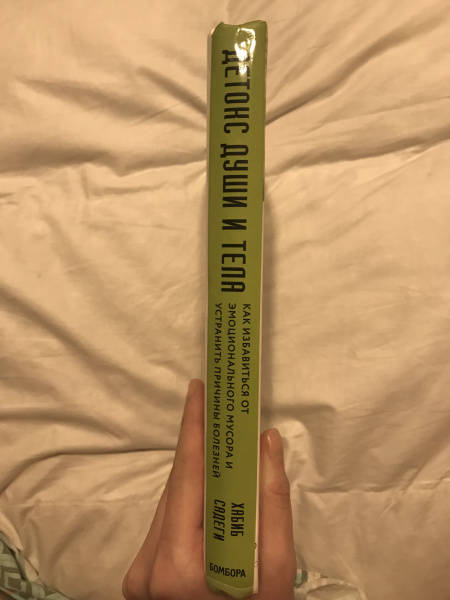 ДЕТОКС ДУШИ И ТЕЛА
КАК ИЗБАВИТЬСЯ ОТ
ЭМОЦИОНАЛЬНОГО МУСОРА И
УСТРАНИТЬ ПРИЧИНЫ БОЛЕЗНЕЙ
ХАБИБ
САДЕГИ
БОМБОРА